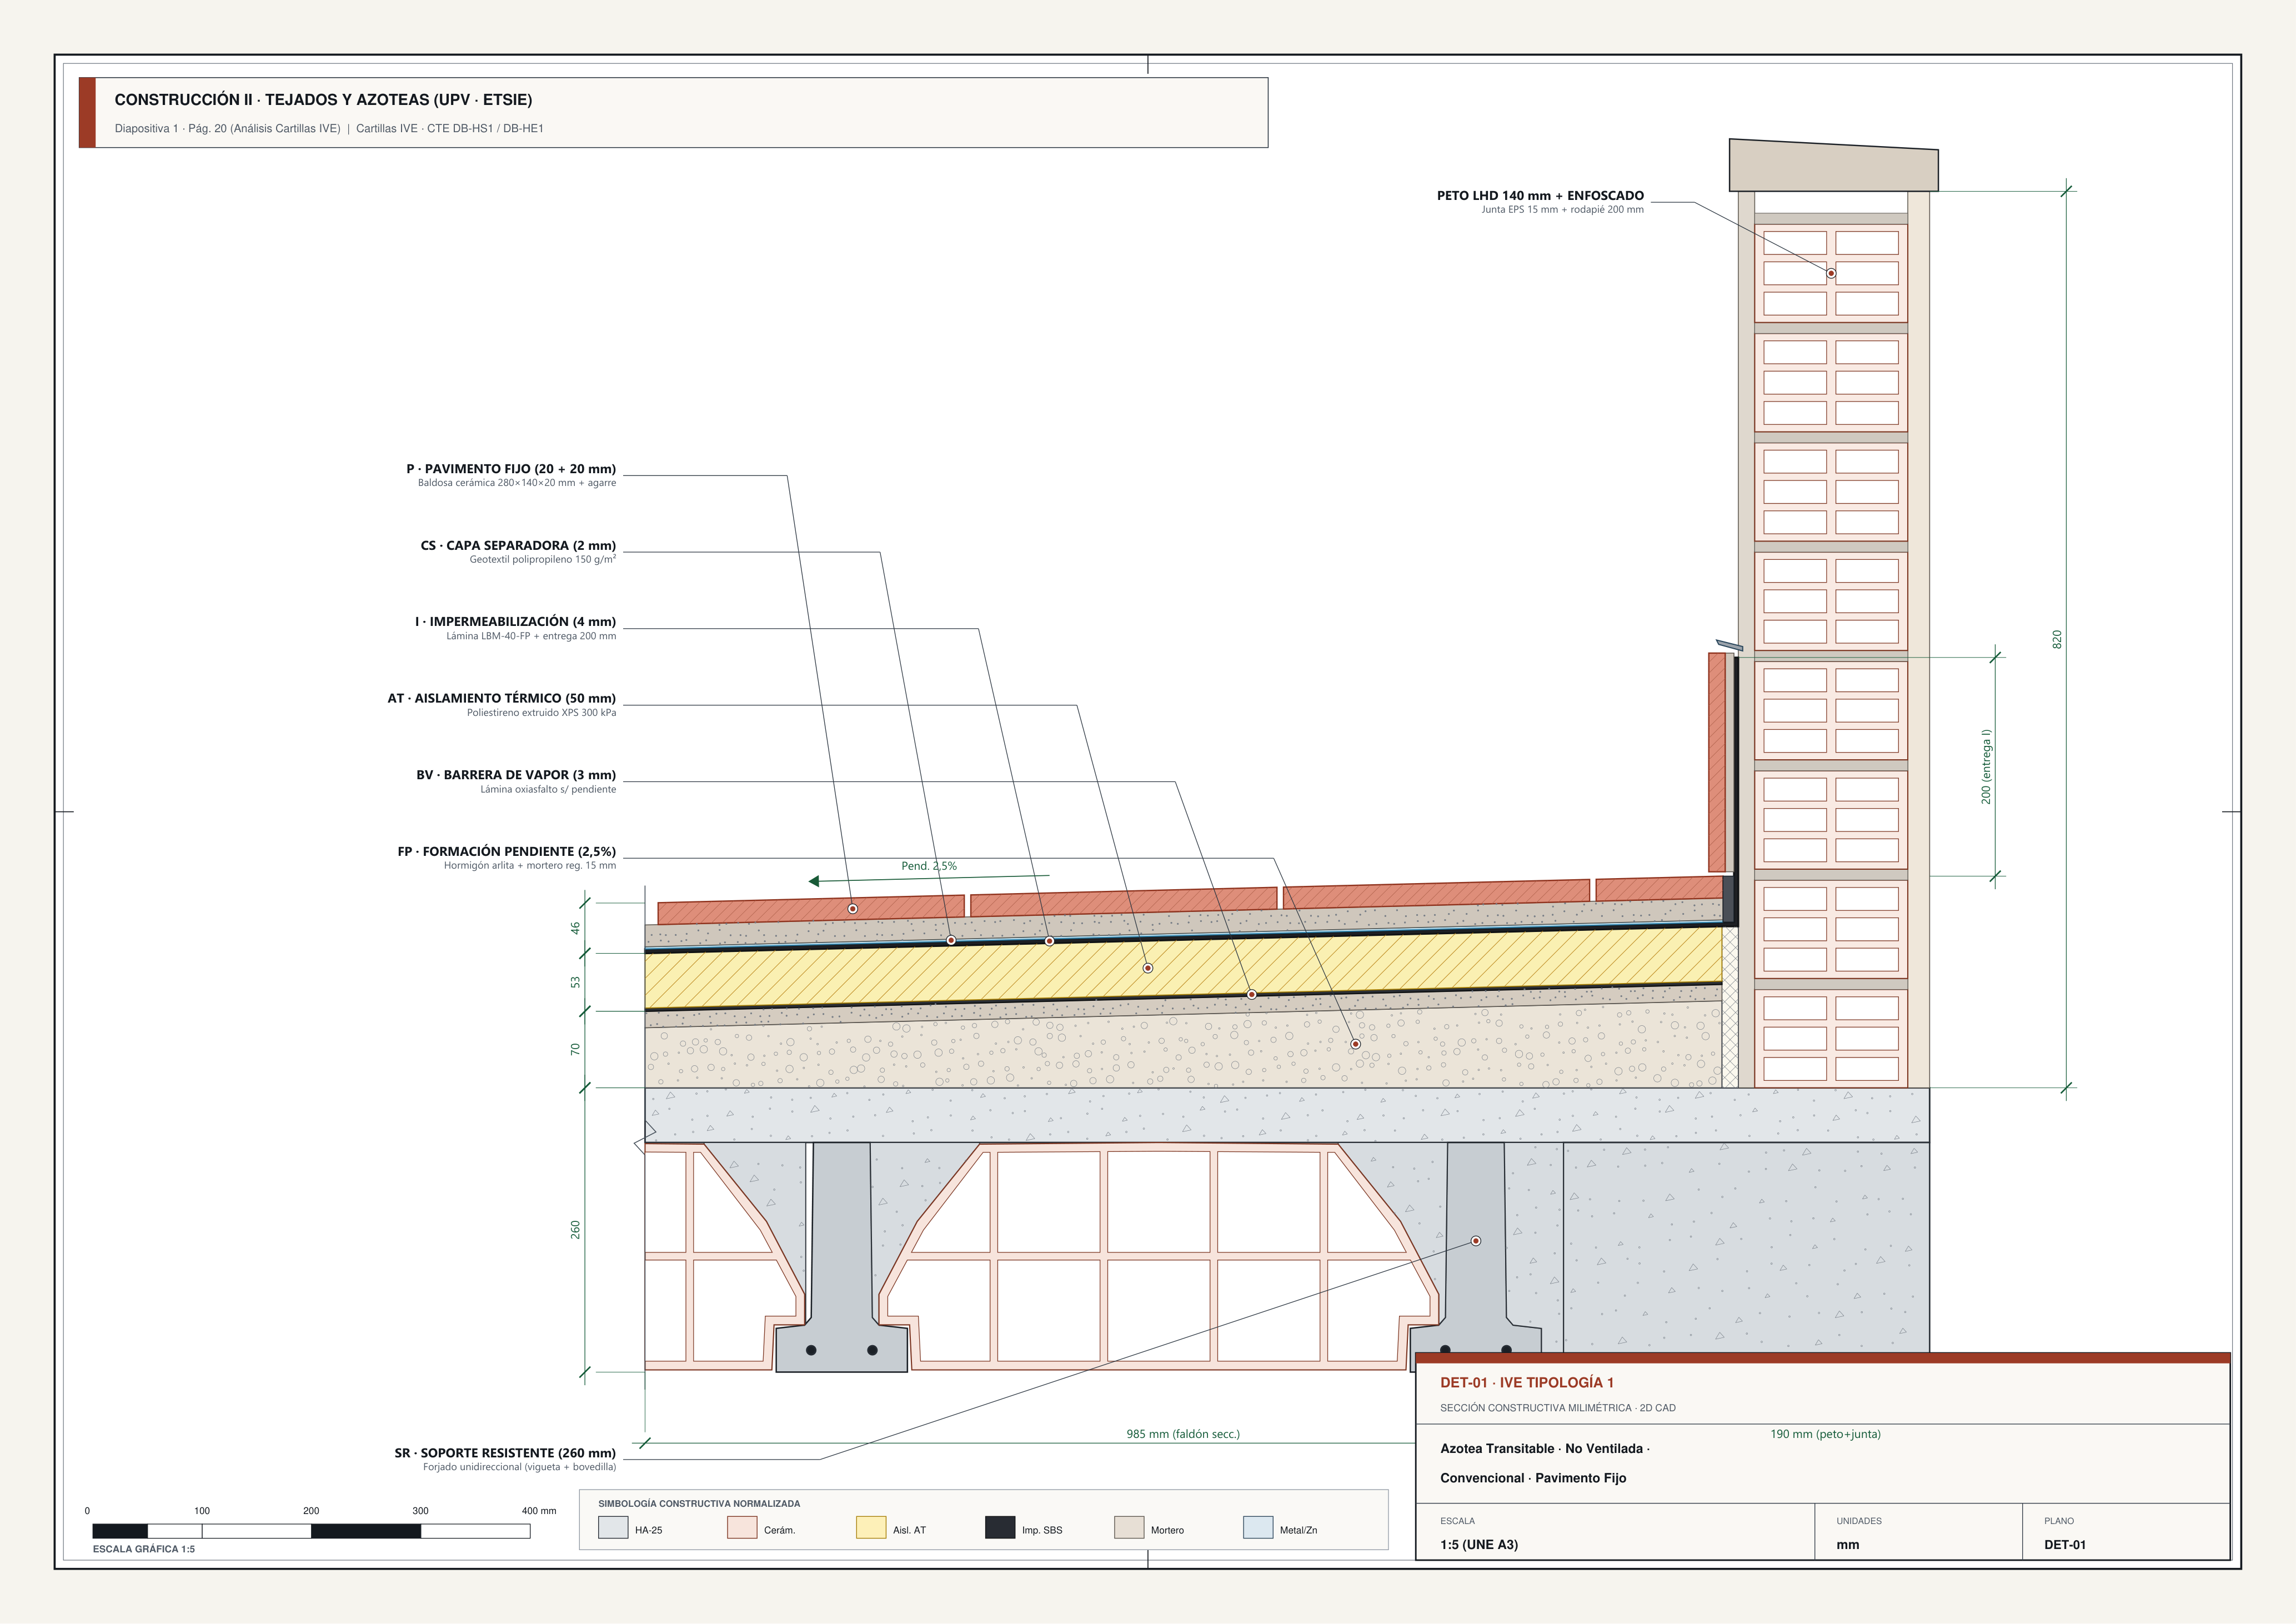 CONSTRUCCIÓN II · TEJADOS Y AZOTEAS (UPV · ETSIE)
Diapositiva 1 · Pág. 20 (Análisis Cartillas IVE) | Cartillas IVE · CTE DB-HS1 / DB-HE1
PETO LHD 140 mm + ENFOSCADO
Junta EPS 15 mm + rodapié 200 mm
P · PAVIMENTO FIJO (20 + 20 mm)
Baldosa cerámica 280×140×20 mm + agarre
CS · CAPA SEPARADORA (2 mm)
Geotextil polipropileno 150 g/m²
I · IMPERMEABILIZACIÓN (4 mm)
Lámina LBM-40-FP + entrega 200 mm
AT · AISLAMIENTO TÉRMICO (50 mm)
Poliestireno extruido XPS 300 kPa
BV · BARRERA DE VAPOR (3 mm)
Lámina oxiasfalto s/ pendiente
FP · FORMACIÓN PENDIENTE (2,5%)
Hormigón arlita + mortero reg. 15 mm
Pend. 2,5%
820
200 (entrega I)
46
53
70
260
985 mm (faldón secc.)
190 mm (peto+junta)
SR · SOPORTE RESISTENTE (260 mm)
Forjado unidireccional (vigueta + bovedilla)
0 100 200 300 400 mm
ESCALA GRÁFICA 1:5
SIMBOLOGÍA CONSTRUCTIVA NORMALIZADA
HA-25 Cerám. Aisl. AT Imp. SBS Mortero Metal/Zn
DET-01 · IVE TIPOLOGÍA 1
SECCIÓN CONSTRUCTIVA MILIMÉTRICA · 2D CAD
Azotea Transitable · No Ventilada ·
Convencional · Pavimento Fijo
ESCALA UNIDADES PLANO
1:5 (UNE A3) mm DET-01